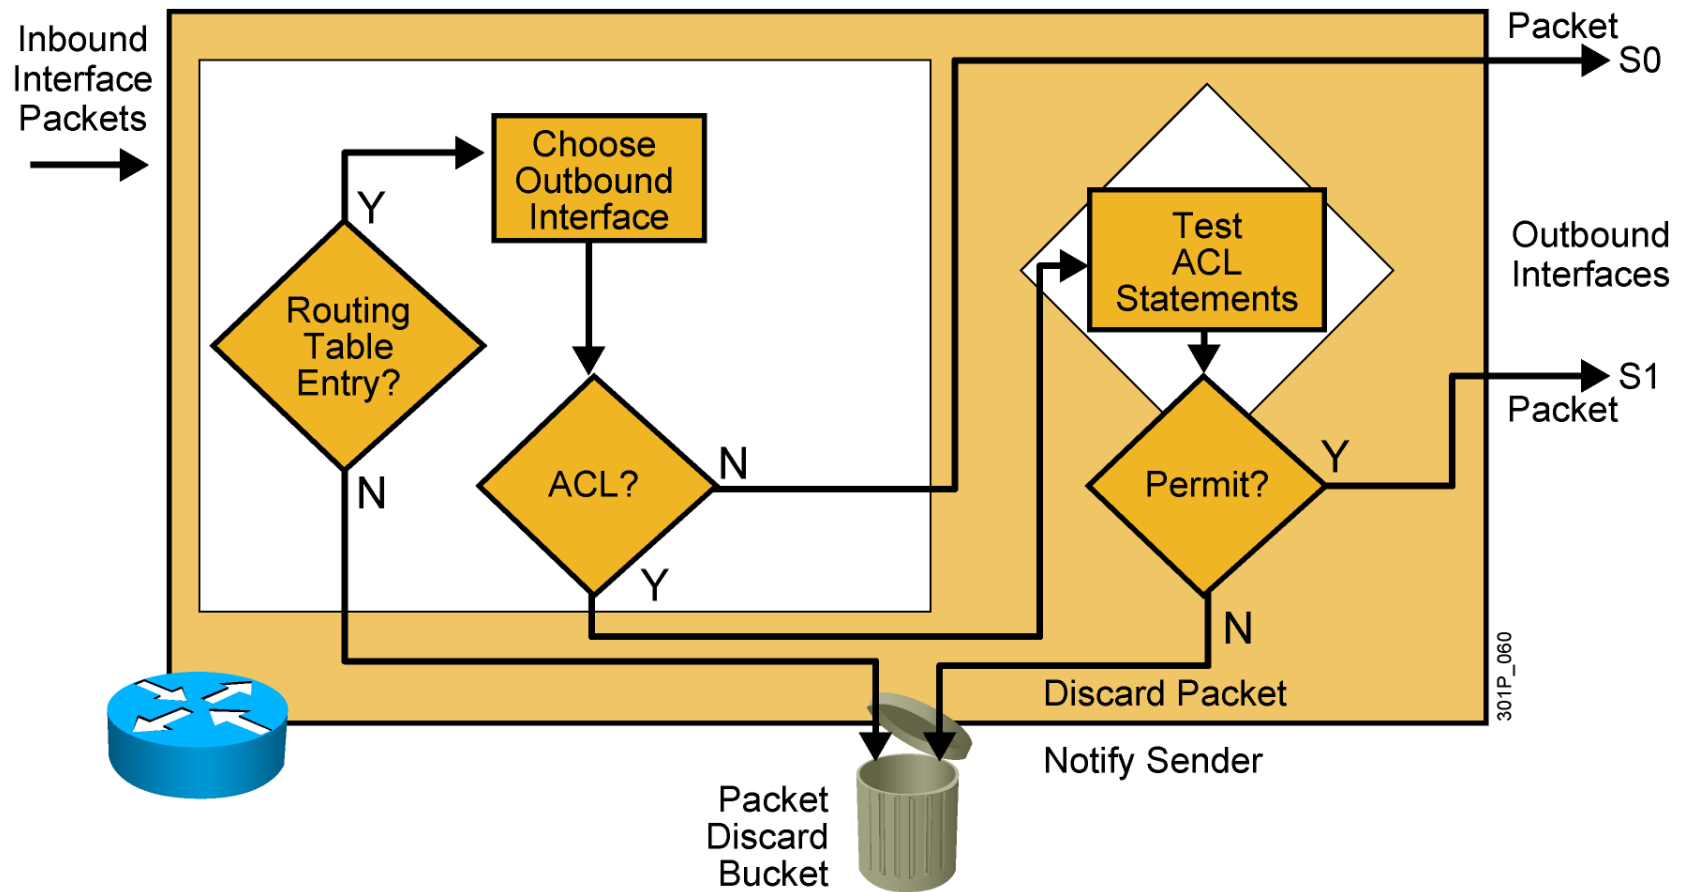 Inbound
Interface
Packets
Packet
S0
Choose
Outbound
Interface
Y
Routing
Table
Entry?
N
ACL?
N
Y
Test
ACL
Statements
Permit?
Y
N
Outbound
Interfaces
S1
Packet
Discard Packet
Notify Sender
Packet
Discard
Bucket
301P_060